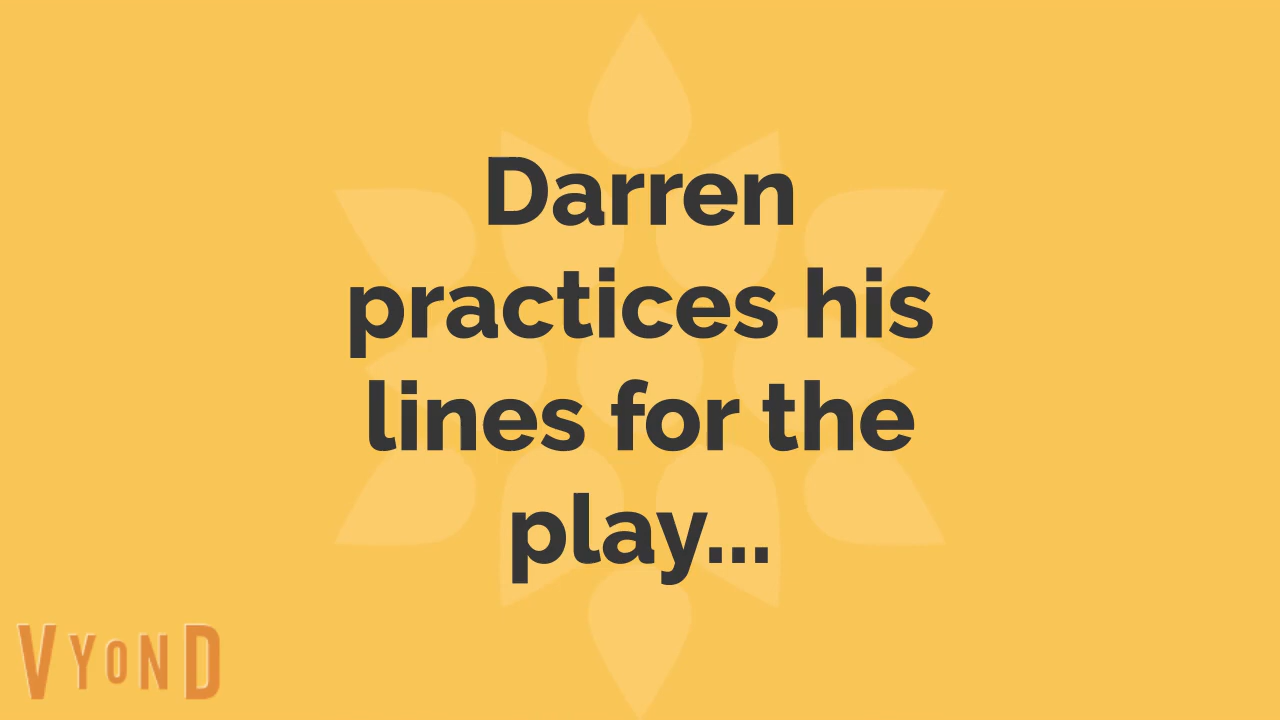 Darren
practices his
lines for the
play...
VYOND